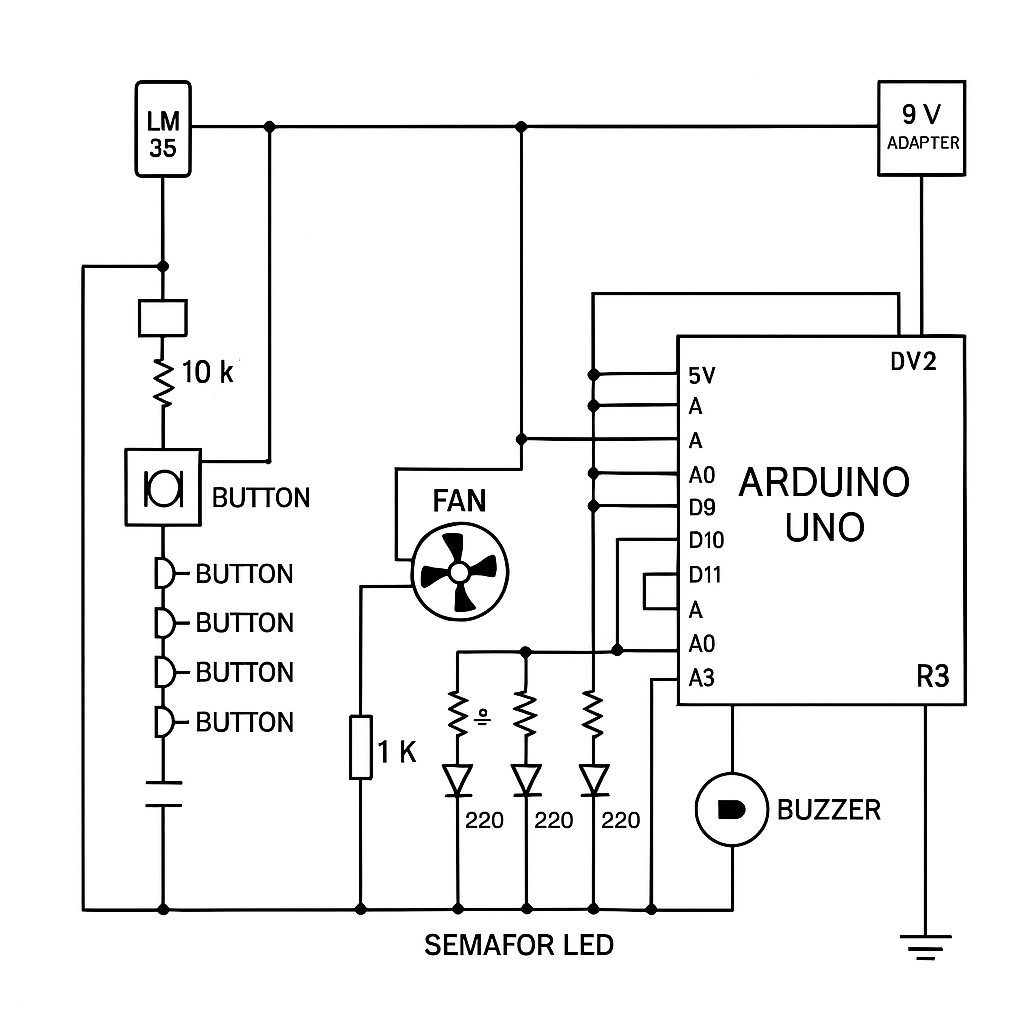 LM
35
9 V
ADAPTER
10 k
BUTTON
BUTTON
BUTTON
BUTTON
BUTTON
FAN
1 K
220
220
220
DV2
5V
A
A
A0
D9
D10
D11
A
A0
A3
ARDUINO
UNO
R3
BUZZER
SEMAFOR LED